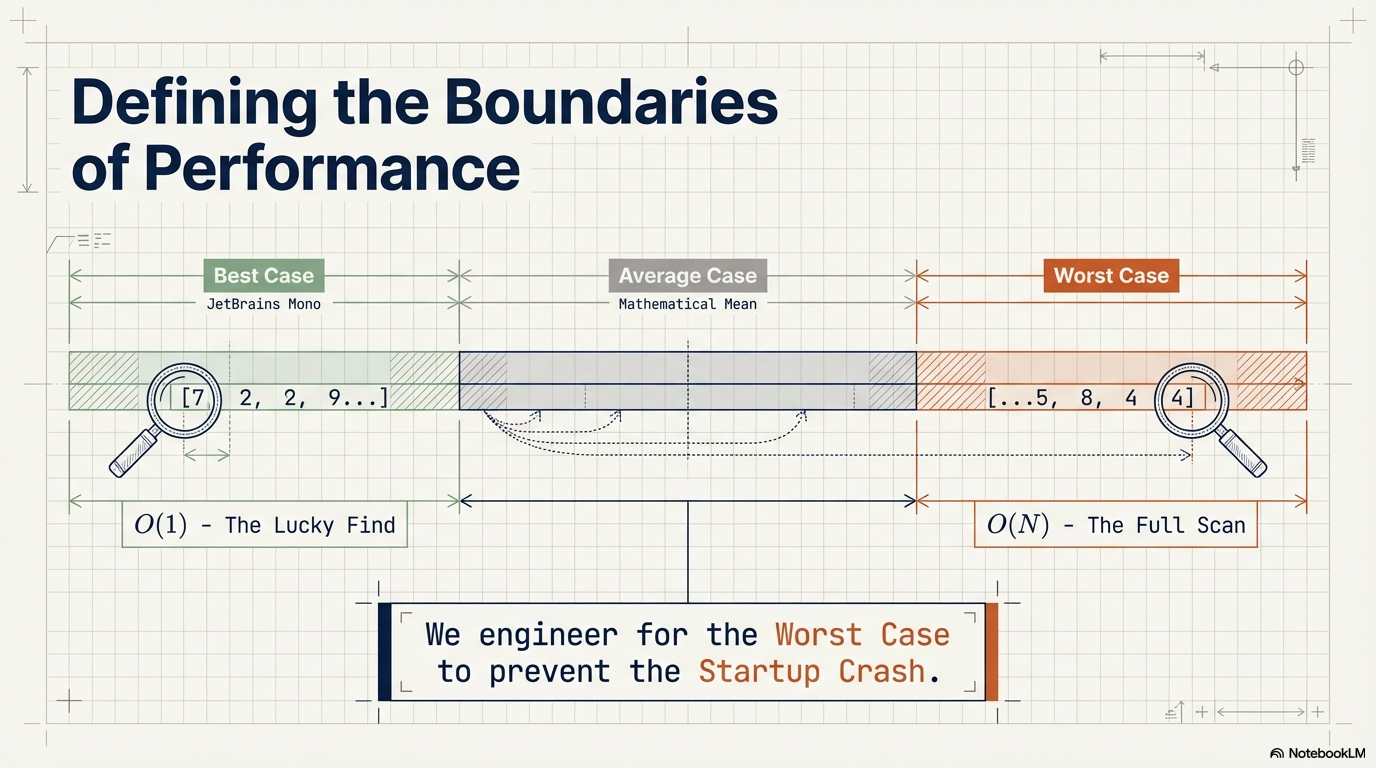 Defining the Boundaries
of Performance
Best Case
Average Case
Worst Case
JetBrains Mono
Mathematical Mean
[7 2, 2, 9...]
[...5, 8, 4 4]
O(1) - The Lucky Find
O(N) - The Full Scan
We engineer for the Worst Case
to prevent the Startup Crash.
NotebookLM